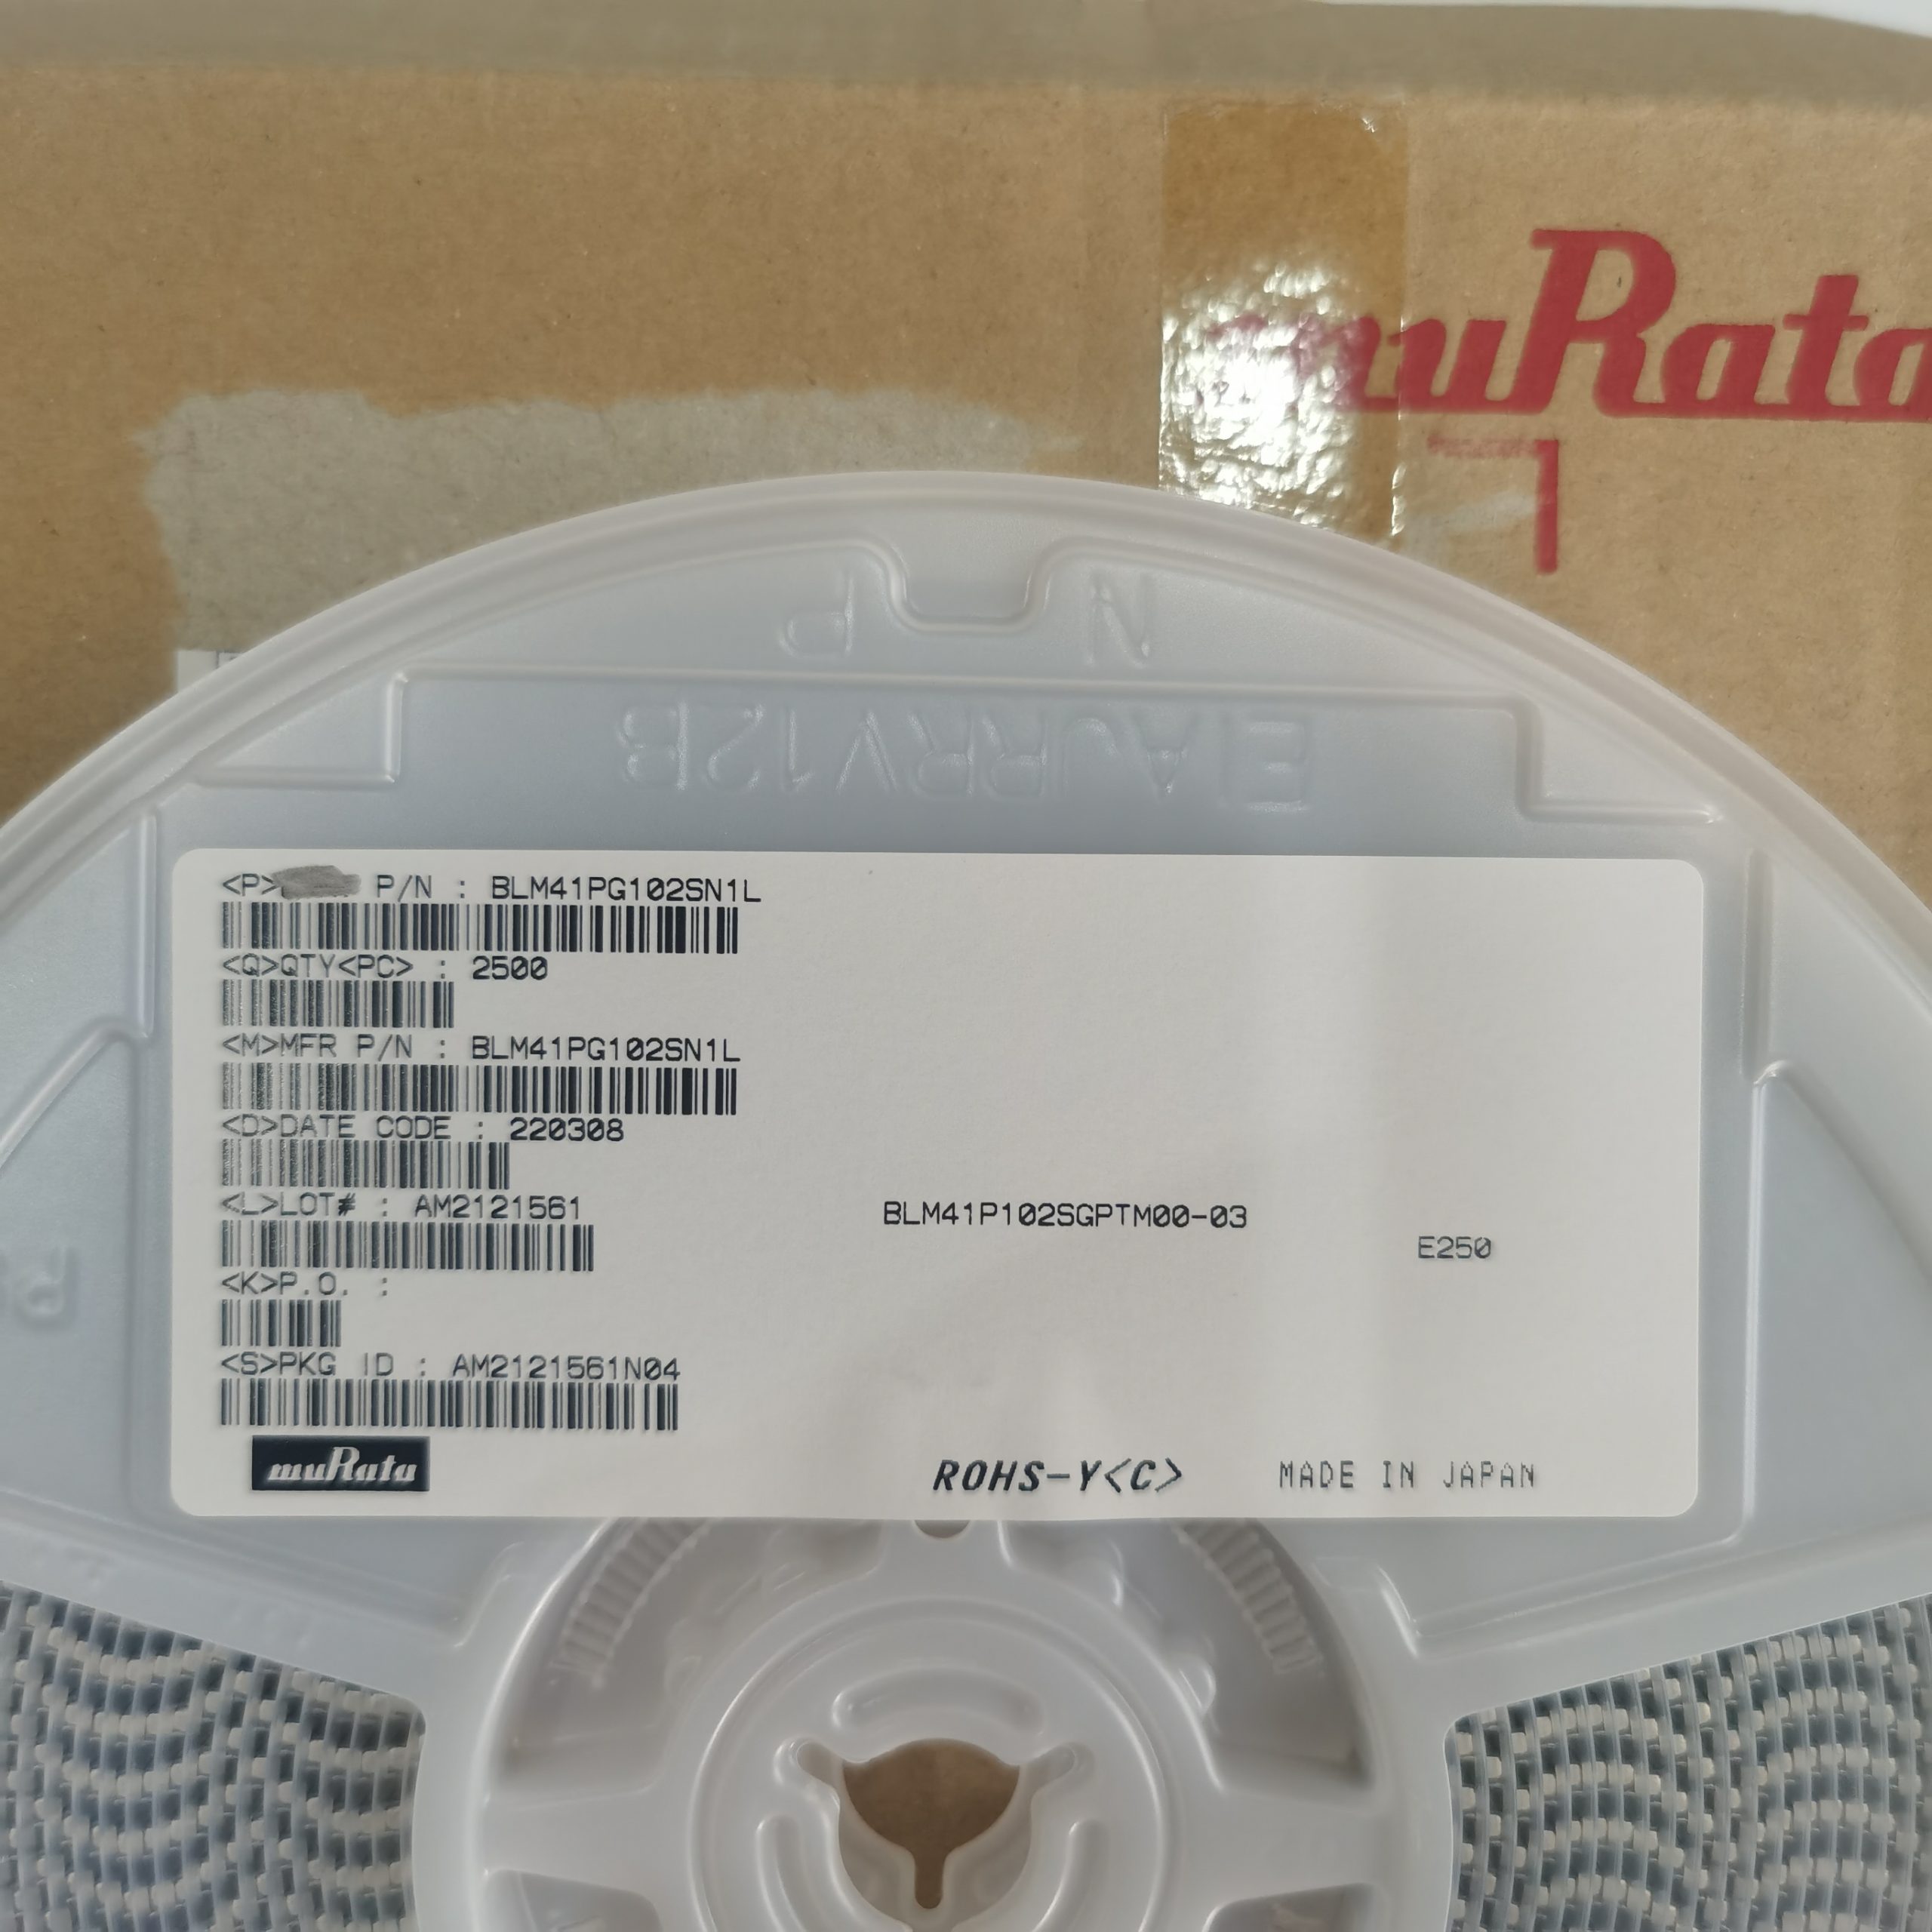 muRata
P N
EIAJRRV12B
<P> P/N : BLM41PG102SN1L
<Q>QTY<PC> : 2500
<M>MFR P/N : BLM41PG102SN1L
<D>DATE CODE : 220308
<L>LOT# : AM2121561
BLM41P102SGPTM00-03
E250
<K>P.O. :
<S>PKG ID : AM2121561N04
muRata
ROHS-Y<C>
MADE IN JAPAN